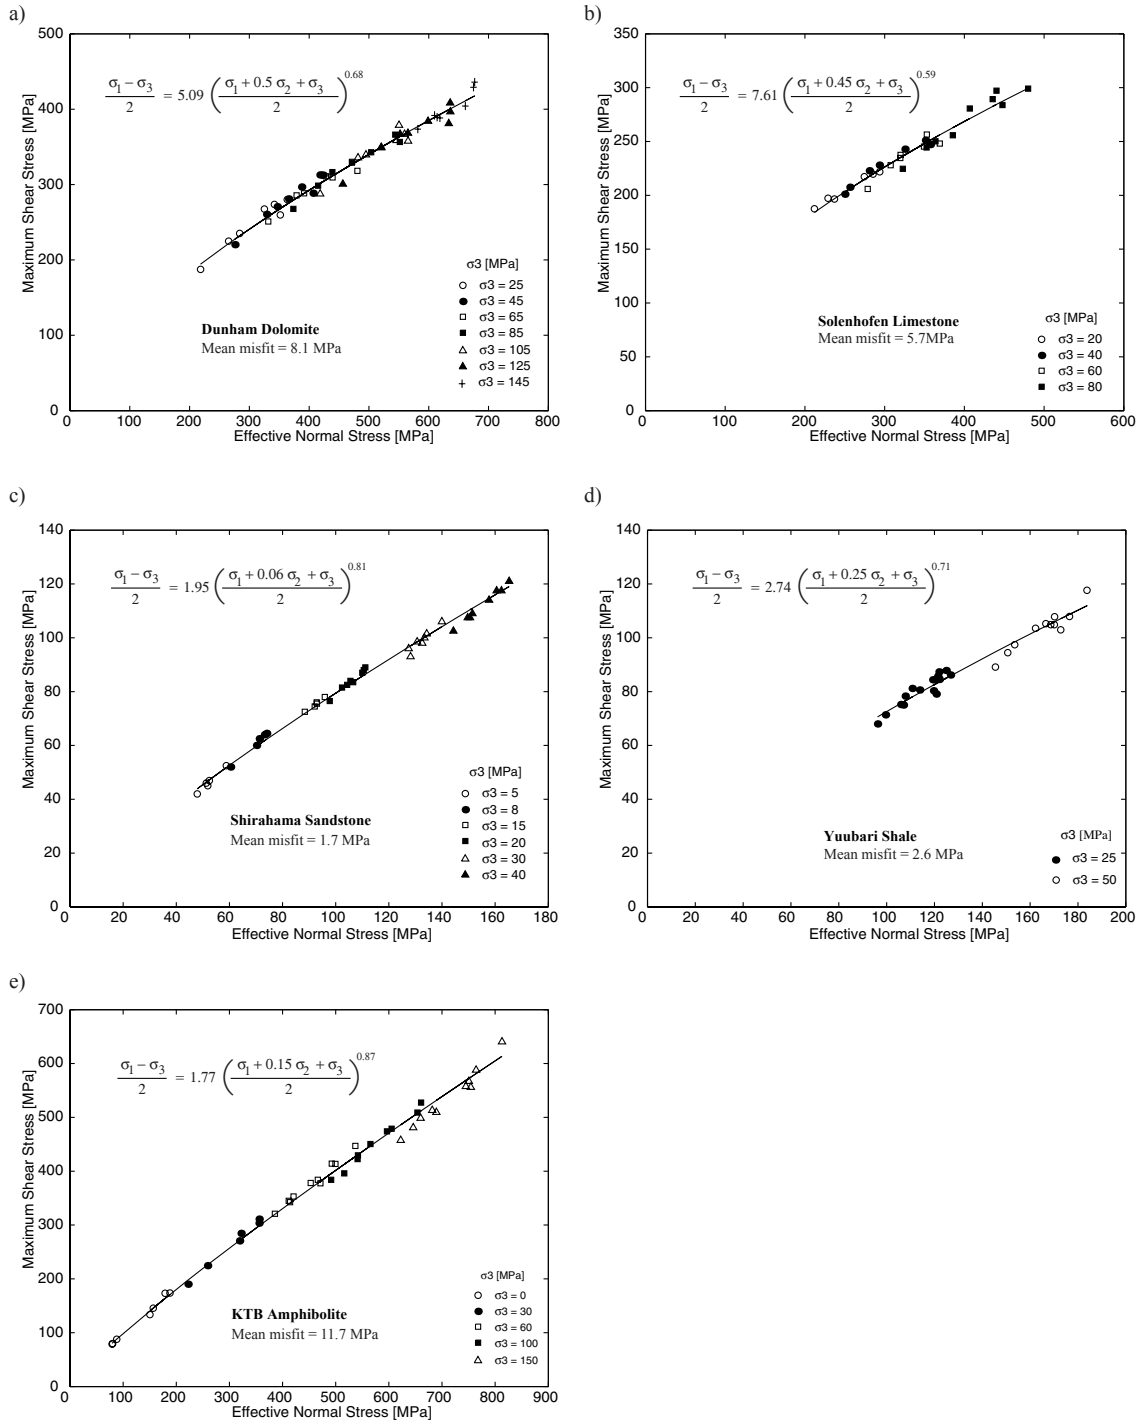 a)
500
400
300
200
100
0
Maximum Shear Stress [MPa]
σ1 – σ3 / 2 = 5.09 ( σ1 + 0.5 σ2 + σ3 / 2 )^0.68
Dunham Dolomite
Mean misfit = 8.1 MPa
σ3 [MPa]
σ3 = 25
σ3 = 45
σ3 = 65
σ3 = 85
σ3 = 105
σ3 = 125
σ3 = 145
0 100 200 300 400 500 600 700 800
Effective Normal Stress [MPa]
b)
350
300
250
200
300
100
50
0
Maximum Shear Stress [MPa]
σ1 – σ3 / 2 = 7.61 ( σ1 + 0.45 σ2 + σ3 / 2 )^0.59
Solenhofen Limestone
Mean misfit = 5.7MPa
σ3 [MPa]
σ3 = 20
σ3 = 40
σ3 = 60
σ3 = 80
0 100 200 300 400 500 600
Effective Normal Stress [MPa]
c)
140
120
100
80
60
40
20
0
Maximum Shear Stress [MPa]
σ1 – σ3 / 2 = 1.95 ( σ1 + 0.06 σ2 + σ3 / 2 )^0.81
Shirahama Sandstone
Mean misfit = 1.7 MPa
σ3 [MPa]
σ3 = 5
σ3 = 8
σ3 = 15
σ3 = 20
σ3 = 30
σ3 = 40
0 20 40 60 80 100 120 140 160 180
Effective Normal Stress [MPa]
d)
140
120
100
80
60
40
20
0
Maximum Shear Stress [MPa]
σ1 – σ3 / 2 = 2.74 ( σ1 + 0.25 σ2 + σ3 / 2 )^0.71
Yuubari Shale
Mean misfit = 2.6 MPa
σ3 [MPa]
σ3 = 25
σ3 = 50
0 20 40 60 80 100 120 140 160 180 200
Effective Normal Stress [MPa]
e)
700
600
500
400
300
200
100
0
Maximum Shear Stress [MPa]
σ1 – σ3 / 2 = 1.77 ( σ1 + 0.15 σ2 + σ3 / 2 )^0.87
KTB Amphibolite
Mean misfit = 11.7 MPa
σ3 [MPa]
σ3 = 0
σ3 = 30
σ3 = 60
σ3 = 100
σ3 = 150
0 100 200 300 400 500 600 700 800 900
Effective Normal Stress [MPa]